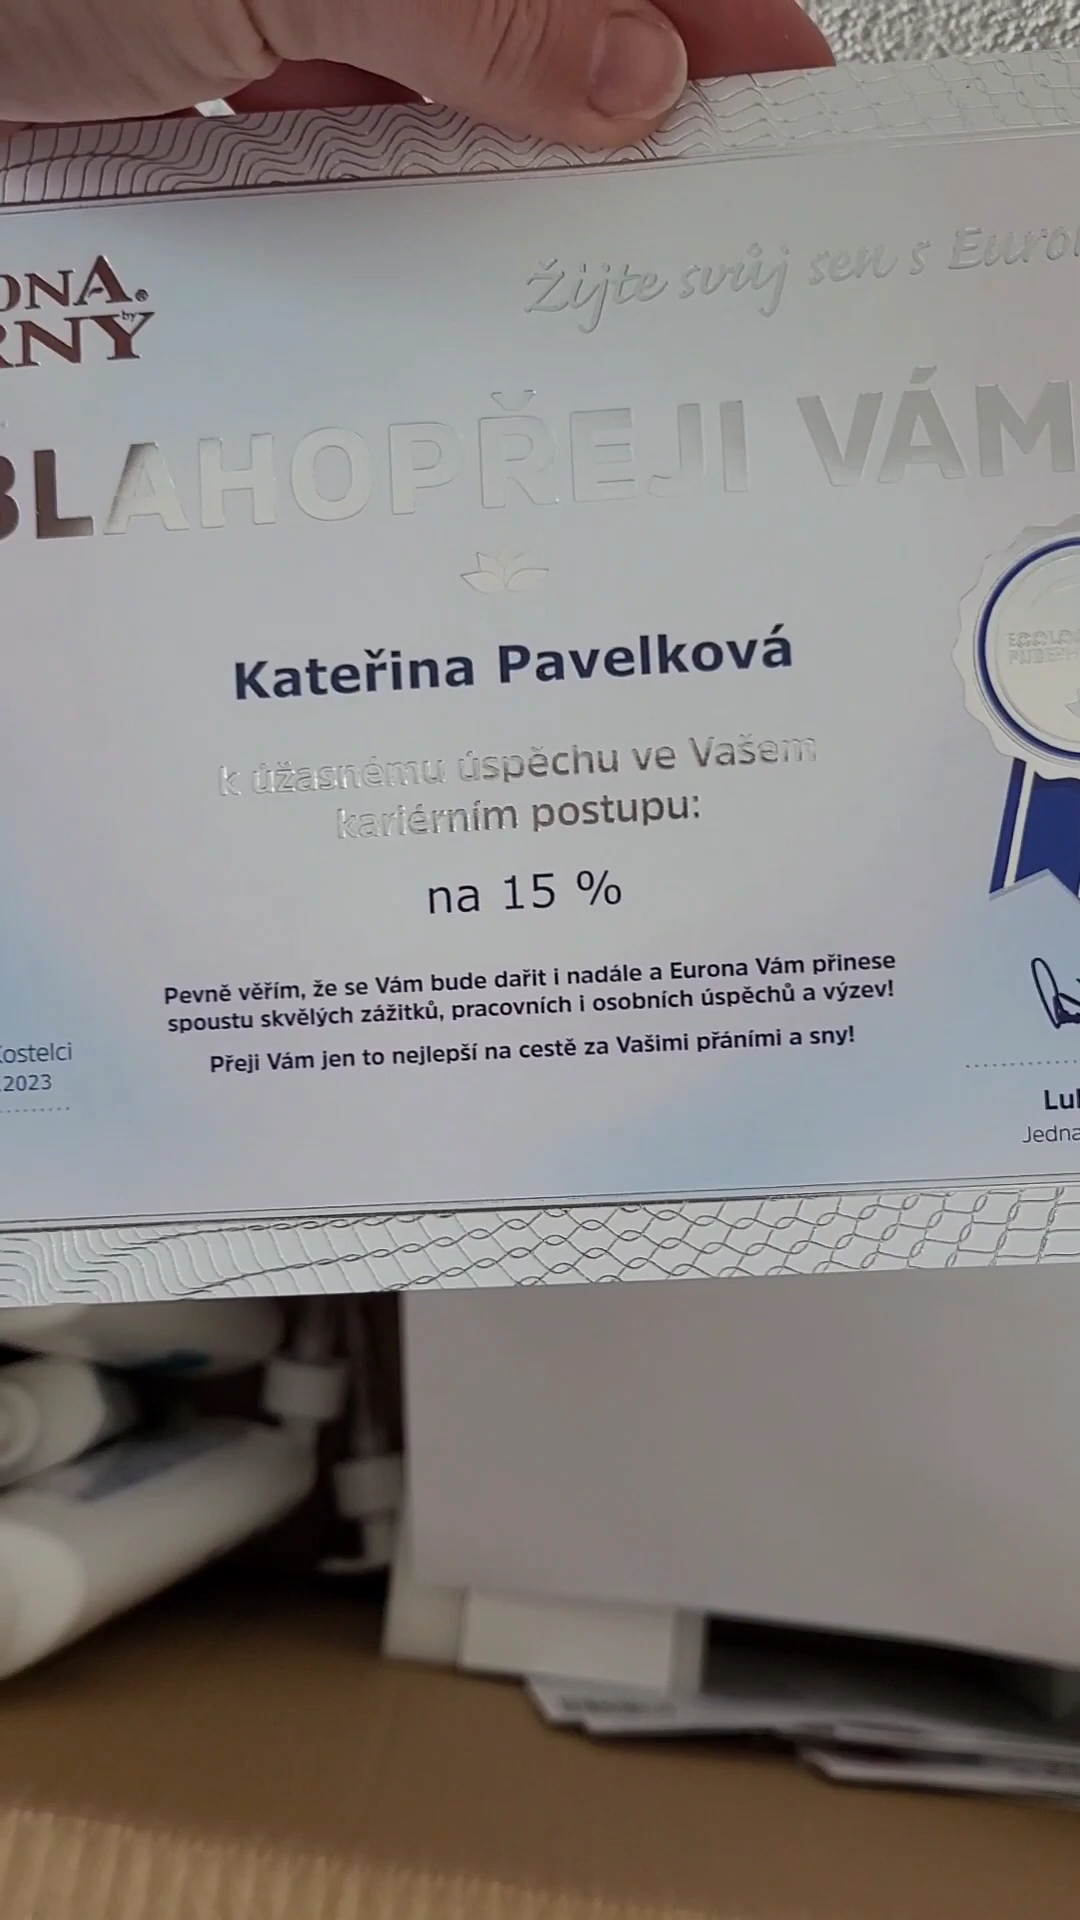 ONA.
by
RNY
Žijte svůj sen s Euro
BLAHOPŘEJI VÁM
Kateřina Pavelková
k úžasnému úspěchu ve Vašem
kariérním postupu:
na 15 %
Pevně věřím, že se Vám bude dařit i nadále a Eurona Vám přinese
spoustu skvělých zážitků, pracovních i osobních úspěchů a výzev!
Přeji Vám jen to nejlepší na cestě za Vašimi přáními a sny!
Kostelci
.2023
Jedna